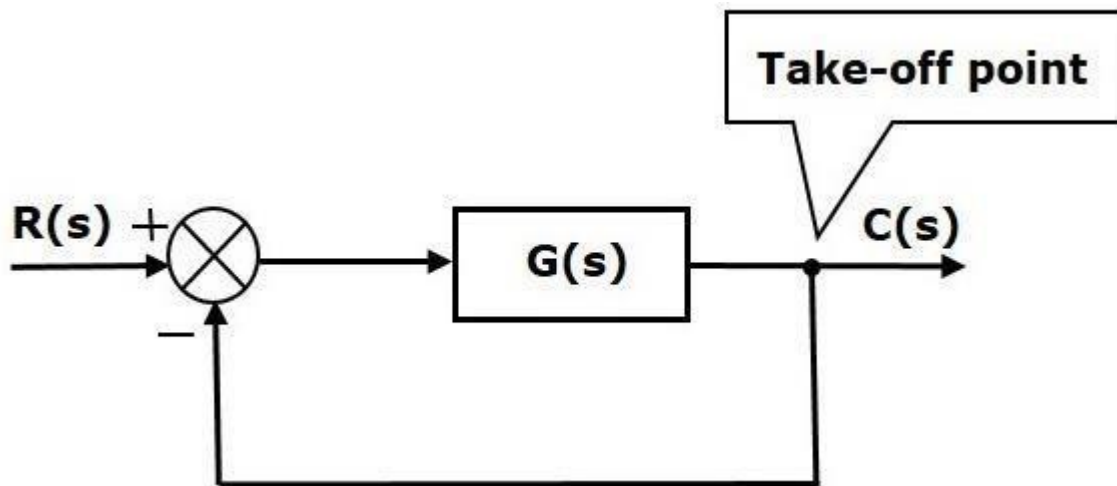 Take-off point
R(s) +
C(s)
G(s)
−